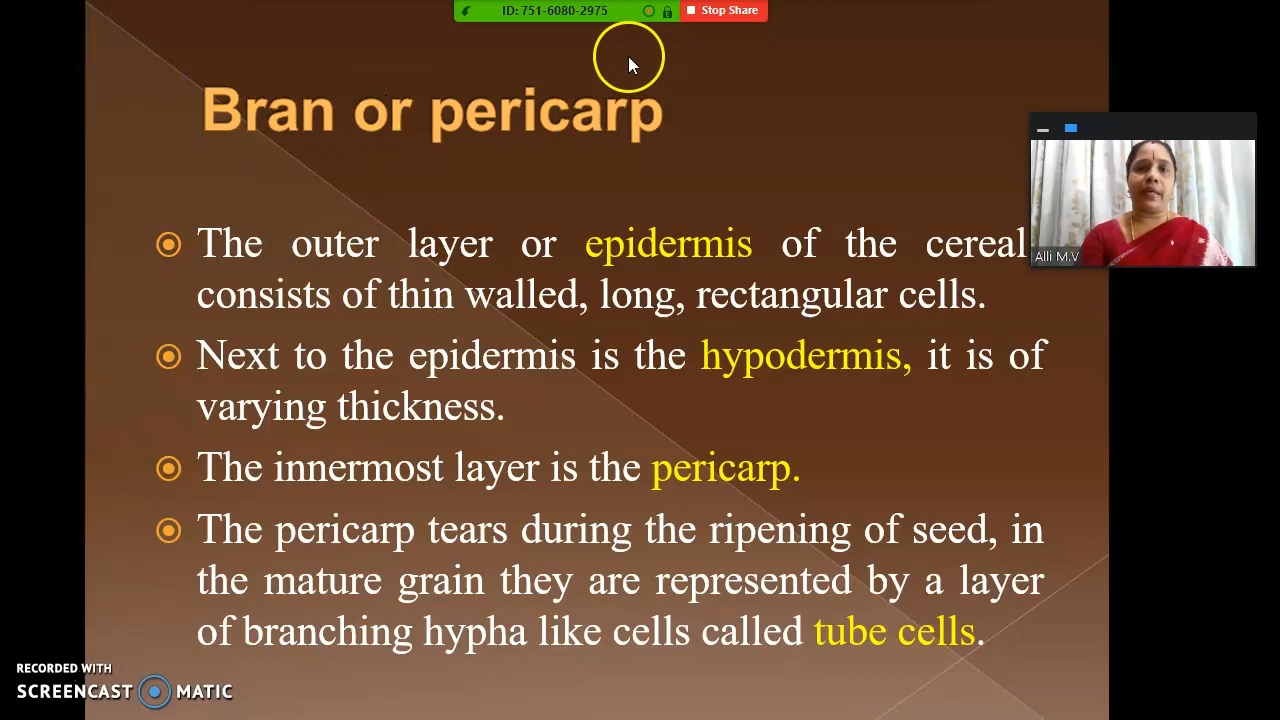 ID: 751-6080-2975 Stop Share
Bran or pericarp
Alli M.V
The outer layer or epidermis of the cereal
consists of thin walled, long, rectangular cells.
Next to the epidermis is the hypodermis, it is of
varying thickness.
The innermost layer is the pericarp.
The pericarp tears during the ripening of seed, in
the mature grain they are represented by a layer
of branching hypha like cells called tube cells.
RECORDED WITH
SCREENCAST MATIC